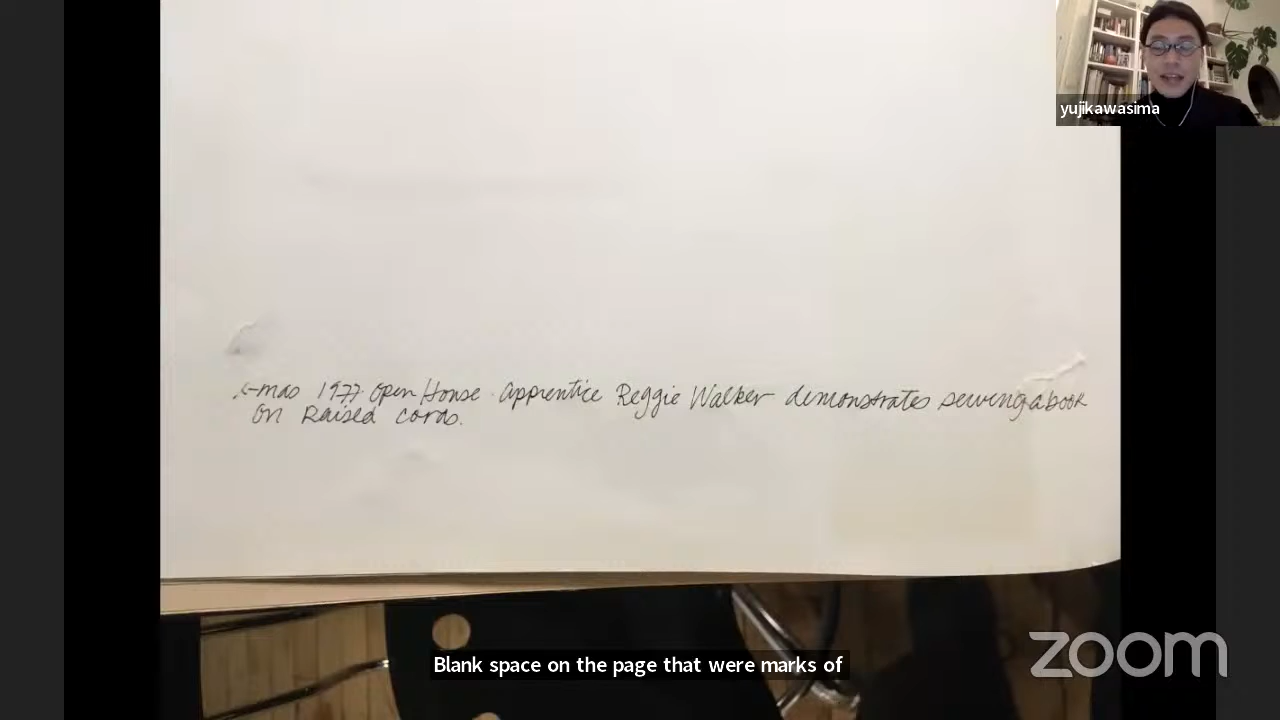 yujikawasima
X-mas 1977 Open House. Apprentice Reggie Walker demonstrates sewing a book
on Raised cords.
Blank space on the page that were marks of
zoom